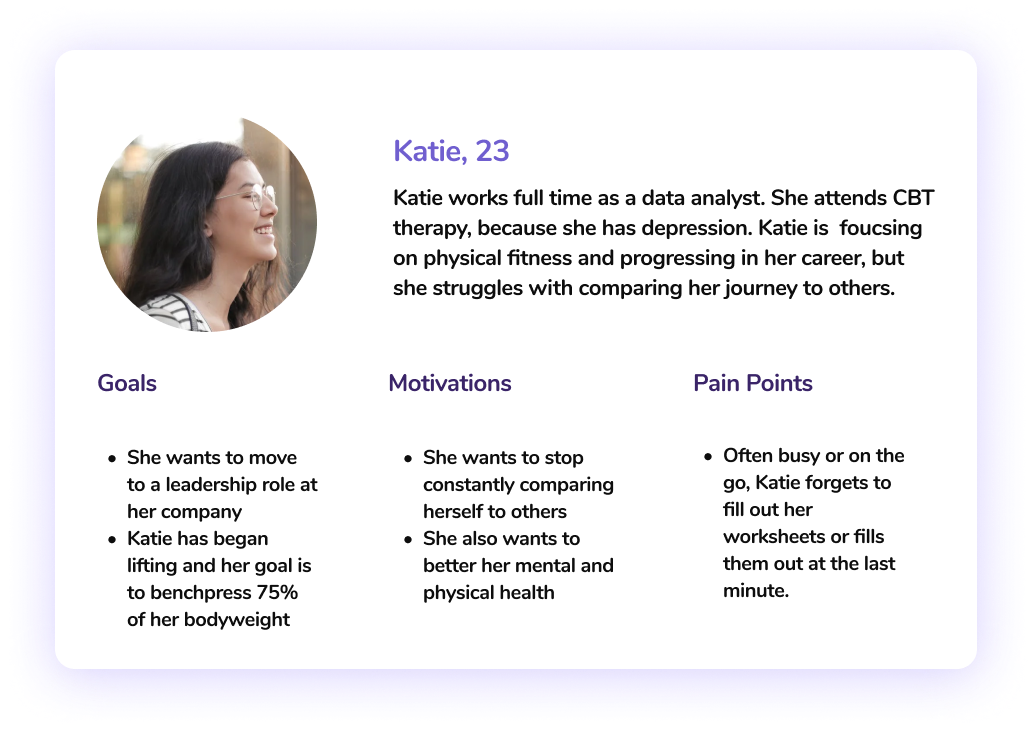 Katie, 23
Katie works full time as a data analyst. She attends CBT
therapy, because she has depression. Katie is  foucsing
on physical fitness and progressing in her career, but
she struggles with comparing her journey to others.
Goals
• She wants to move
to a leadership role at
her company
• Katie has began
lifting and her goal is
to benchpress 75%
of her bodyweight
Motivations
• She wants to stop
constantly comparing
herself to others
• She also wants to
better her mental and
physical health
Pain Points
• Often busy or on the
go, Katie forgets to
fill out her
worksheets or fills
them out at the last
minute.